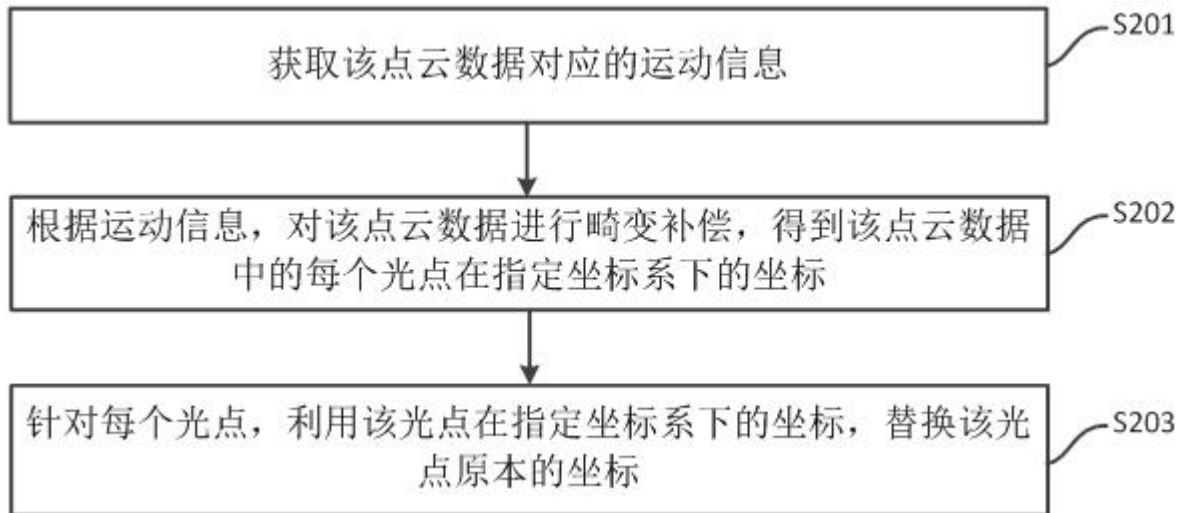 获取该点云数据对应的运动信息
S201
根据运动信息，对该点云数据进行畸变补偿，得到该点云数据
中的每个光点在指定坐标系下的坐标
S202
针对每个光点，利用该光点在指定坐标系下的坐标，替换该光
点原本的坐标
S203